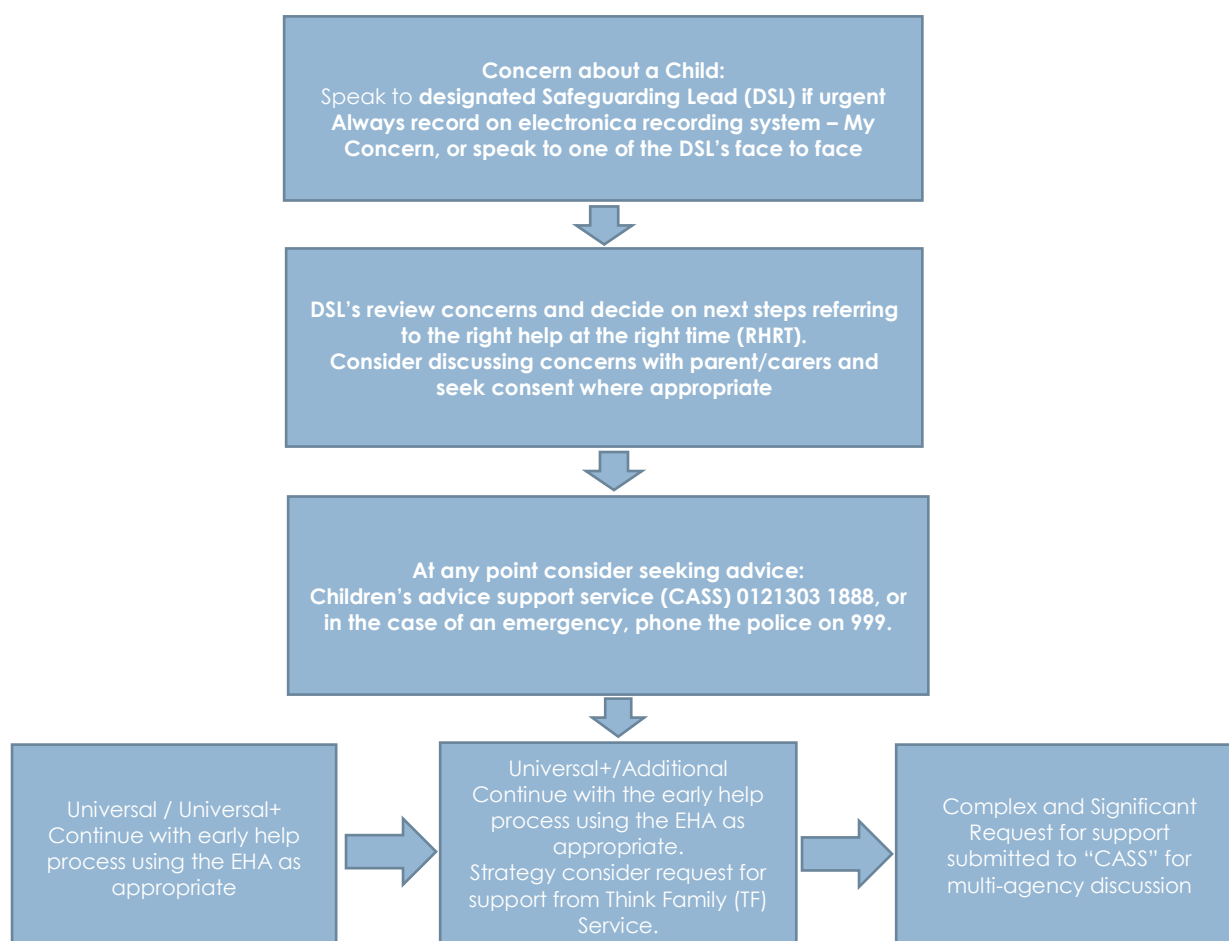 Concern about a Child:
Speak to designated Safeguarding Lead (DSL) if urgent
Always record on electronica recording system – My
Concern, or speak to one of the DSL's face to face
DSL's review concerns and decide on next steps referring
to the right help at the right time (RHRT).
Consider discussing concerns with parent/carers and
seek consent where appropriate
At any point consider seeking advice:
Children's advice support service (CASS) 0121303 1888, or
in the case of an emergency, phone the police on 999.
Universal / Universal+
Continue with early help
process using the EHA as
appropriate
Universal+/Additional
Continue with the early help
process using the EHA as
appropriate.
Strategy consider request for
support from Think Family (TF)
Service.
Complex and Significant
Request for support
submitted to “CASS” for
multi-agency discussion